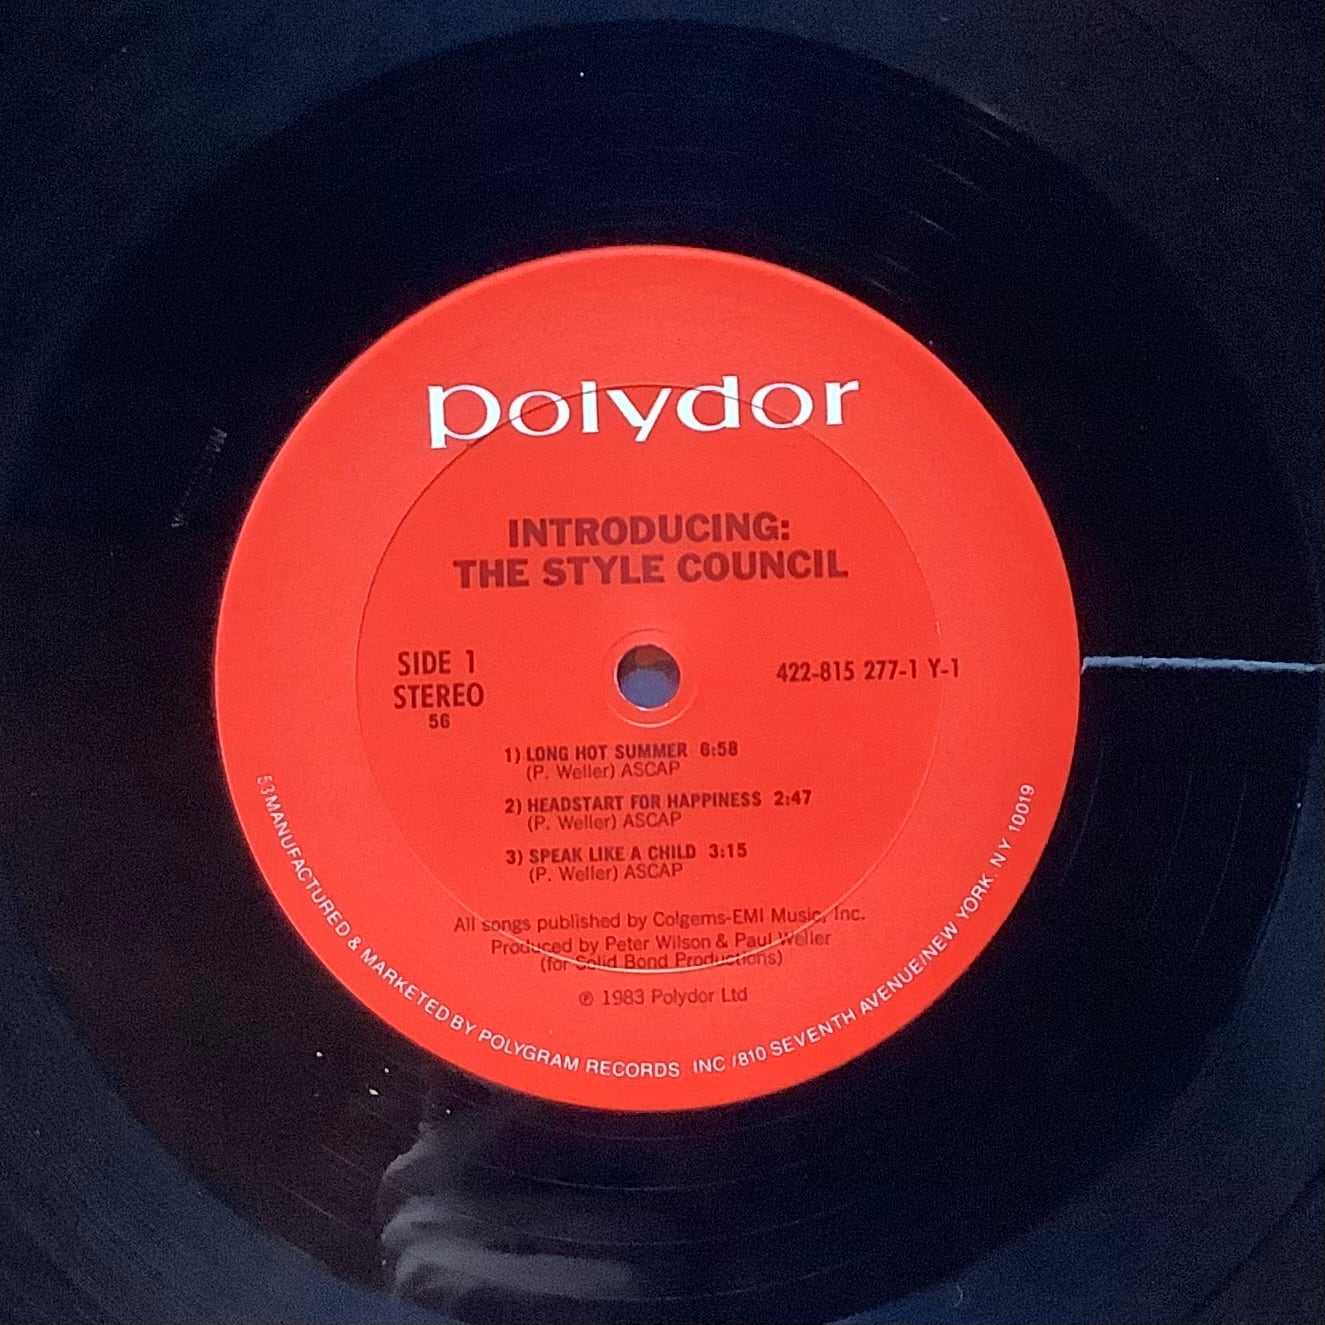 polydor
INTRODUCING:
THE STYLE COUNCIL
SIDE 1
STEREO
56
422-815 277-1 Y-1
1) LONG HOT SUMMER 6:58
(P. Weller) ASCAP
2) HEADSTART FOR HAPPINESS 2:47
(P. Weller) ASCAP
3) SPEAK LIKE A CHILD 3:15
(P. Weller) ASCAP
All songs published by Colgems-EMI Music, Inc.
Produced by Peter Wilson & Paul Weller
(for Solid Bond Productions)
℗ 1983 Polydor Ltd
53 MANUFACTURED & MARKETED BY POLYGRAM RECORDS, INC /810 SEVENTH AVENUE/NEW YORK, NY 10019